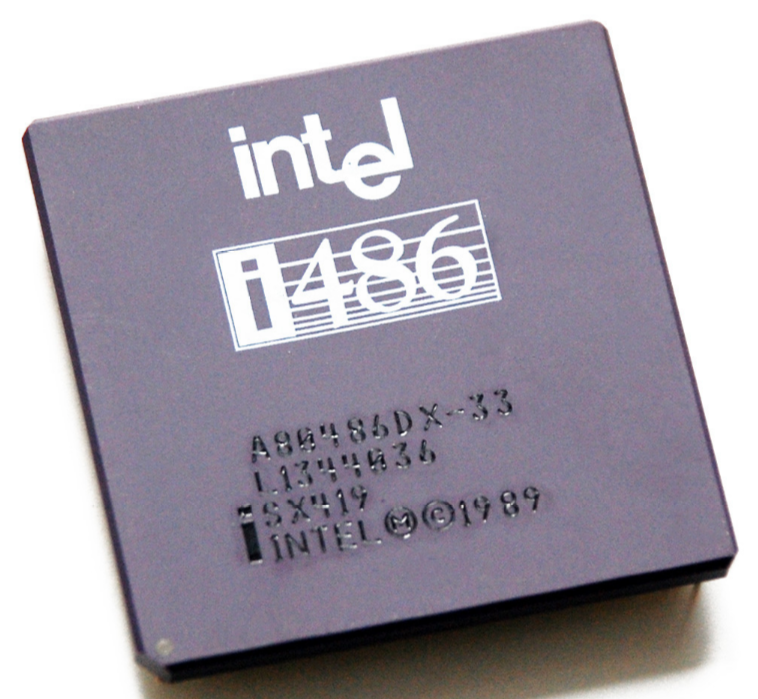 intel
i486
A80486DX-33
L1344036
SX419
INTEL Ⓜ ©1989